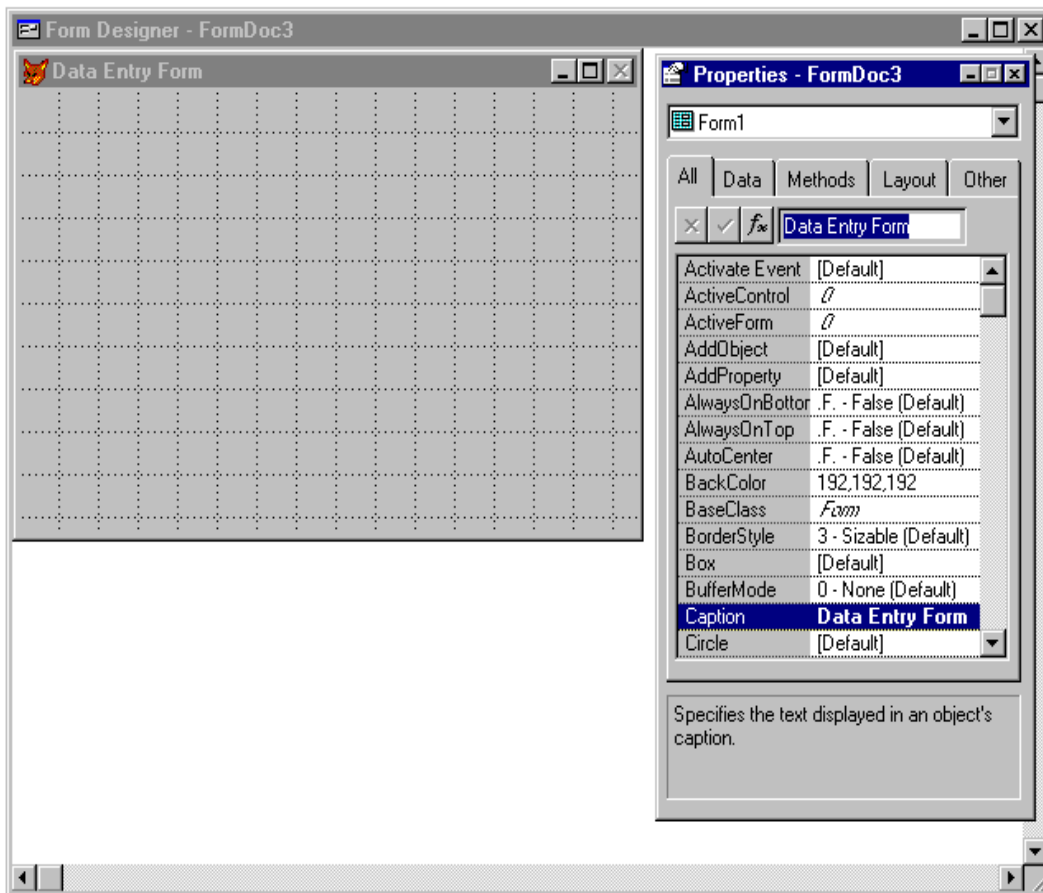 Form Designer - FormDoc3
Data Entry Form
Properties - FormDoc3
Form1
All Data Methods Layout Other
fx Data Entry Form
Activate Event [Default]
ActiveControl 0
ActiveForm 0
AddObject [Default]
AddProperty [Default]
AlwaysOnBottor .F. - False (Default)
AlwaysOnTop .F. - False (Default)
AutoCenter .F. - False (Default)
BackColor 192,192,192
BaseClass Form
BorderStyle 3 - Sizable (Default)
Box [Default]
BufferMode 0 - None (Default)
Caption Data Entry Form
Circle [Default]
Specifies the text displayed in an object's
caption.